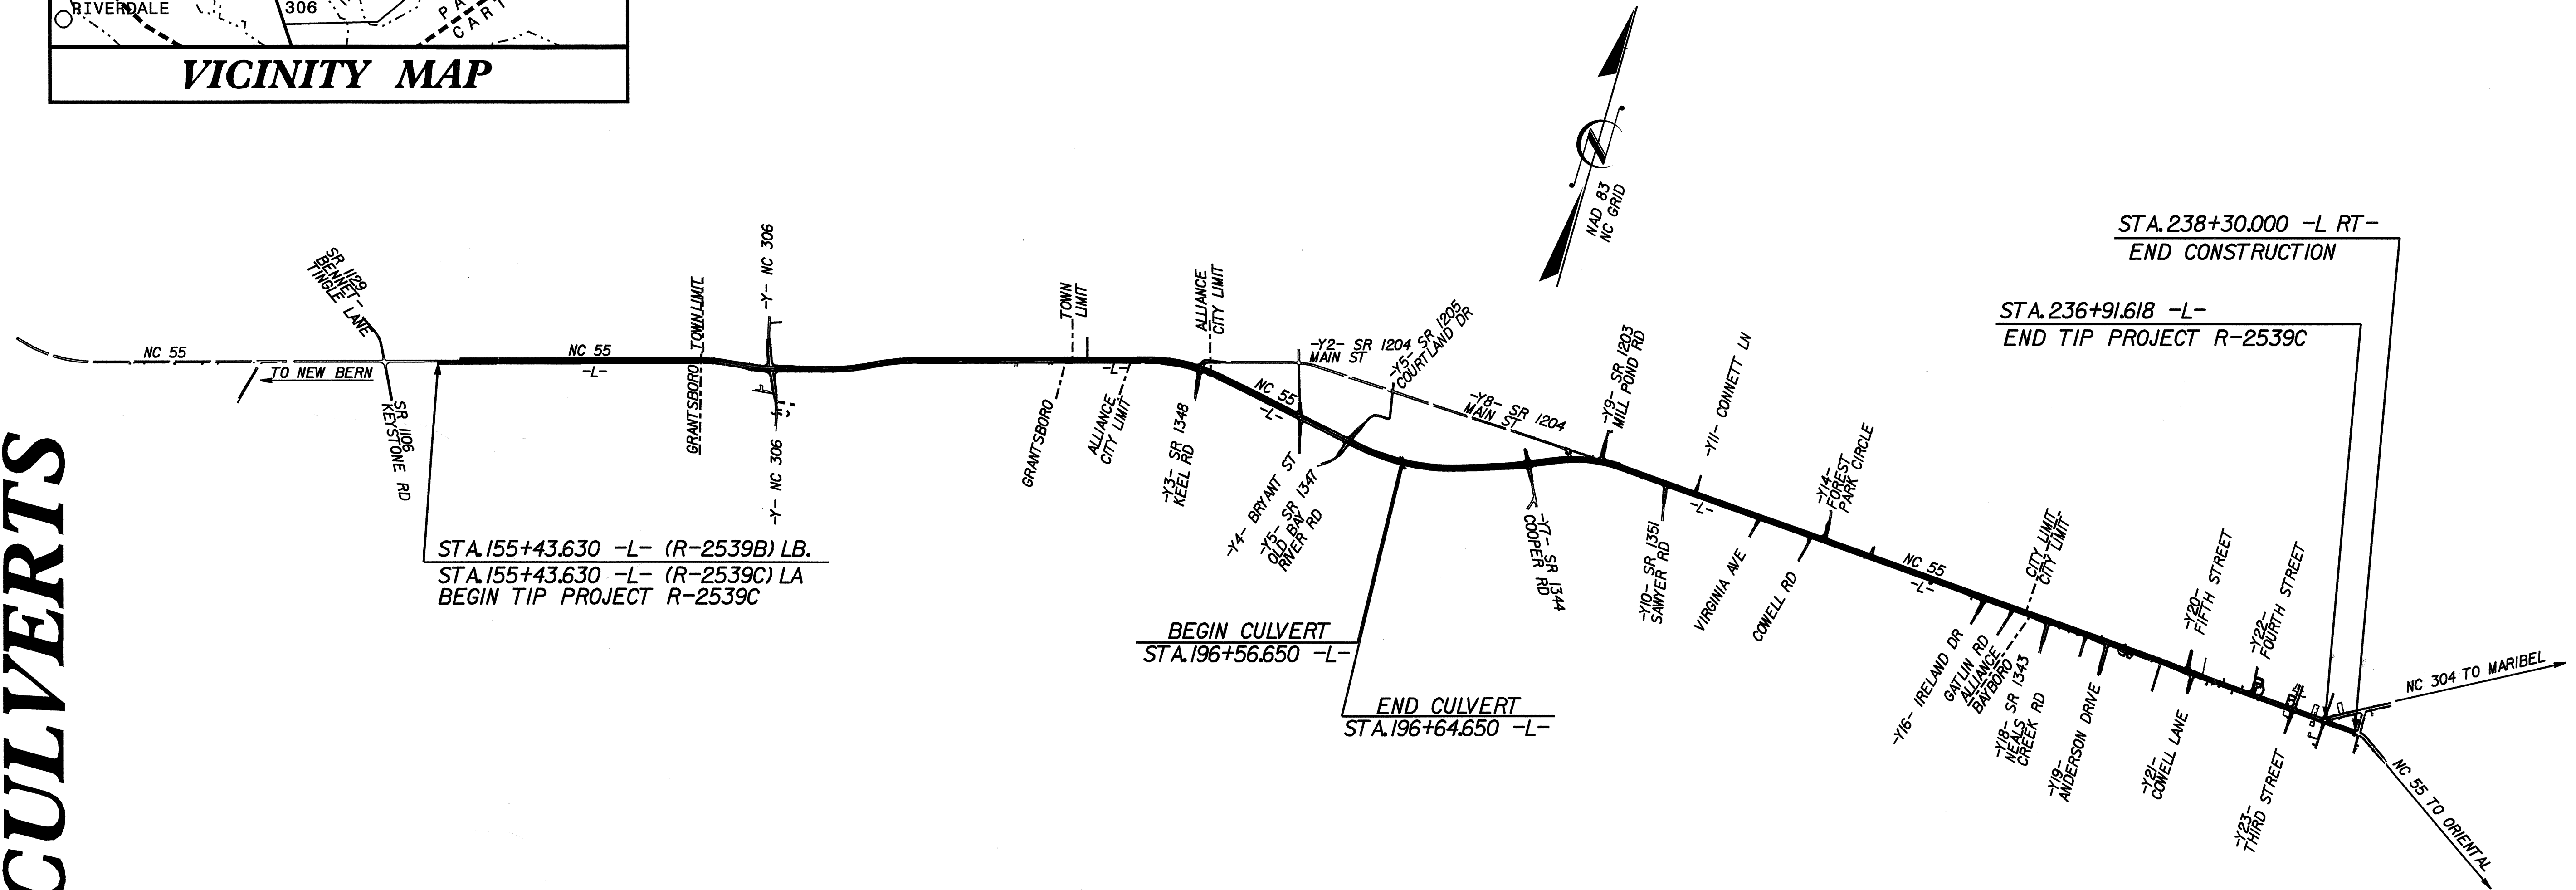 RIVERDALE
306
PA
CART
VICINITY MAP
CULVERTS
NAD 83
NC GRID
STA.238+30.000 -L RT-
END CONSTRUCTION
STA.236+91.618 -L-
END TIP PROJECT R-2539C
SR 1129
BENNET-
TINGLE LANE
NC 55
TO NEW BERN
SR 1106
KEYSTONE RD
NC 55
-L-
GRANTSBORO TOWN LIMIT
-Y- NC 306
-Y- NC 306
TOWN
LIMIT
GRANTSBORO
-L-
ALLIANCE
CITY LIMIT
ALLIANCE
CITY LIMIT
-Y3- SR 1348
KEEL RD
-Y2- SR 1204
MAIN ST
-Y5- SR 1205
COURTLAND DR
NC 55
-L-
-Y4- BRYANT ST
-Y5- SR 1347
OLD BAY
RIVER RD
-Y8- SR 1204
MAIN ST
-Y9- SR 1203
MILL POND RD
-Y7- SR 1344
COOPER RD
-Y11- CONNETT LN
-L-
-Y10- SR 1351
SAWYER RD
VIRGINIA AVE
COWELL RD
-Y14-
FOREST
PARK CIRCLE
NC 55
-L-
CITY LIMIT
CITY LIMIT
-Y16- IRELAND DR
GATLIN RD
ALLIANCE
BAYBORO
-Y18- SR 1343
NEALS
CREEK RD
-Y19-
ANDERSON DRIVE
-Y20-
FIFTH STREET
-Y21-
COWELL LANE
-Y22-
FOURTH STREET
-Y23-
THIRD STREET
NC 304 TO MARIBEL
NC 55 TO ORIENTAL
STA.155+43.630 -L- (R-2539B) LB.
STA.155+43.630 -L- (R-2539C) LA
BEGIN TIP PROJECT R-2539C
BEGIN CULVERT
STA.196+56.650 -L-
END CULVERT
STA.196+64.650 -L-